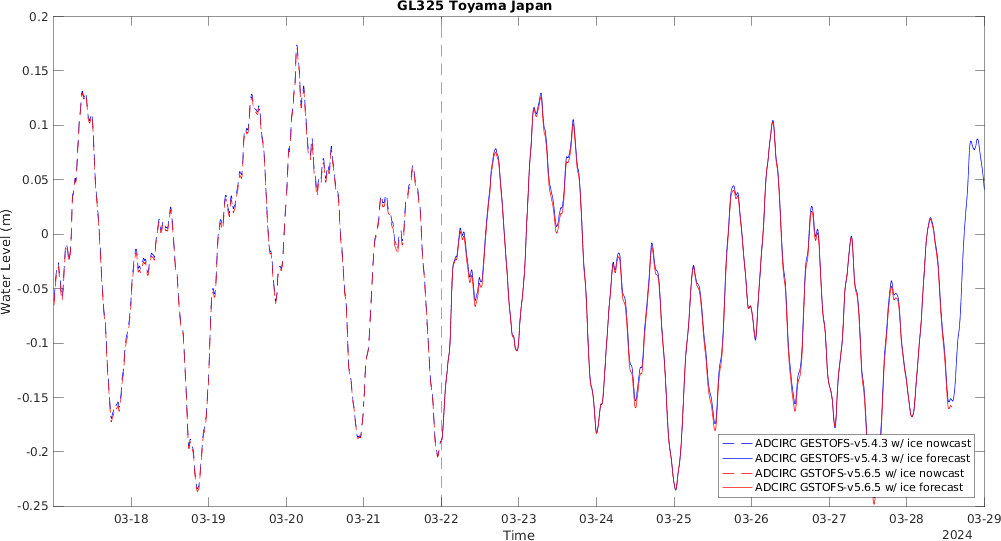 GL325 Toyama Japan
0.2
0.15
0.1
0.05
0
-0.05
-0.1
-0.15
-0.2
-0.25
Water Level (m)
ADCIRC GESTOFS-v5.4.3 w/ ice nowcast
ADCIRC GESTOFS-v5.4.3 w/ ice forecast
ADCIRC GSTOFS-v5.6.5 w/ ice nowcast
ADCIRC GSTOFS-v5.6.5 w/ ice forecast
03-18 03-19 03-20 03-21 03-22 03-23 03-24 03-25 03-26 03-27 03-28 03-29
Time
2024